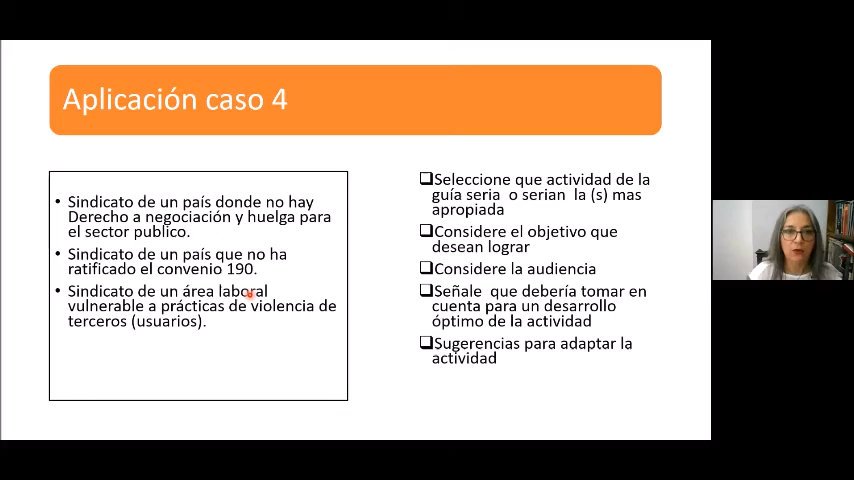 Aplicación caso 4
• Sindicato de un país donde no hay
Derecho a negociación y huelga para
el sector publico.
• Sindicato de un país que no ha
ratificado el convenio 190.
• Sindicato de un área laboral
vulnerable a prácticas de violencia de
terceros (usuarios).
❑Seleccione que actividad de la
guía seria o serian la (s) mas
apropiada
❑Considere el objetivo que
desean lograr
❑Considere la audiencia
❑Señale que debería tomar en
cuenta para un desarrollo
óptimo de la actividad
❑Sugerencias para adaptar la
actividad